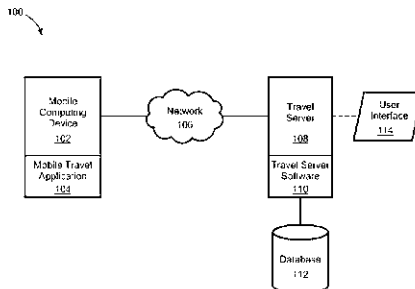 100
Mobile
Computing
Device
102
Mobile Travel
Application
104
Network
106
Travel
Server
108
Travel Server
Software
110
User
Interface
114
Database
112